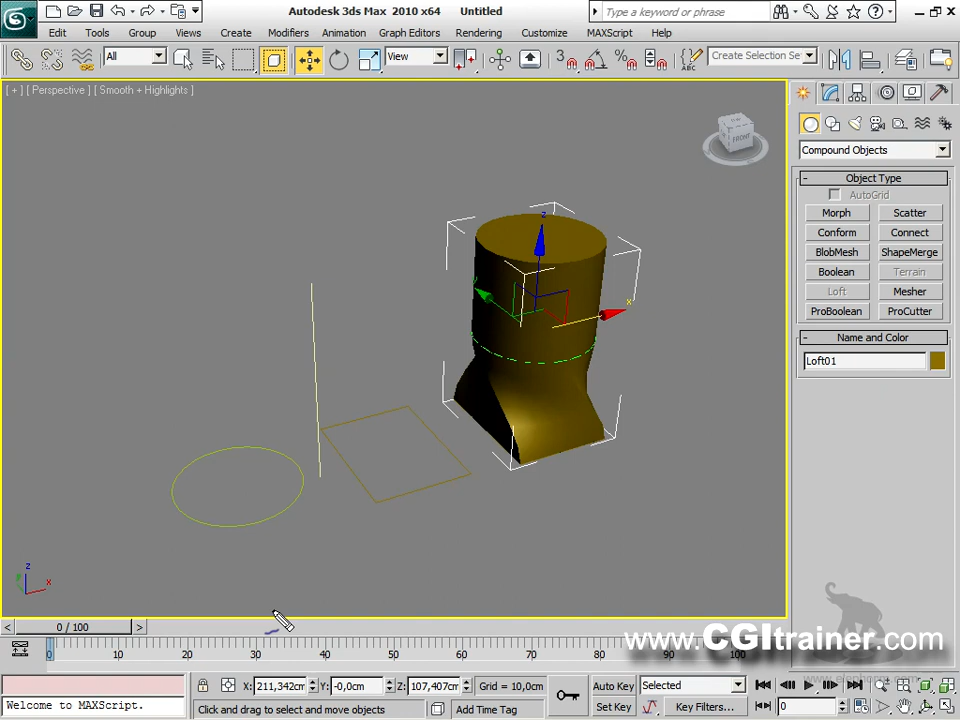 Autodesk 3ds Max 2010 x64 Untitled
Type a keyword or phrase
Edit Tools Group Views Create Modifiers Animation Graph Editors Rendering Customize MAXScript Help
All View 3 Create Selection Se
[ + ] [ Perspective ] [ Smooth + Highlights ]
FRONT
Compound Objects
Object Type
AutoGrid
Morph Scatter
Conform Connect
BlobMesh ShapeMerge
Boolean Terrain
Loft Mesher
ProBoolean ProCutter
Name and Color
Loft01
z
x
z
x
0 / 100
www.CGItrainer.com
0 10 20 30 40 50 60 70 80 90 100
X: 211,342cm Y: -0,0cm Z: 107,407cm Grid = 10,0cm Auto Key Selected
Welcome to MAXScript. Click and drag to select and move objects Add Time Tag Set Key Key Filters... 0